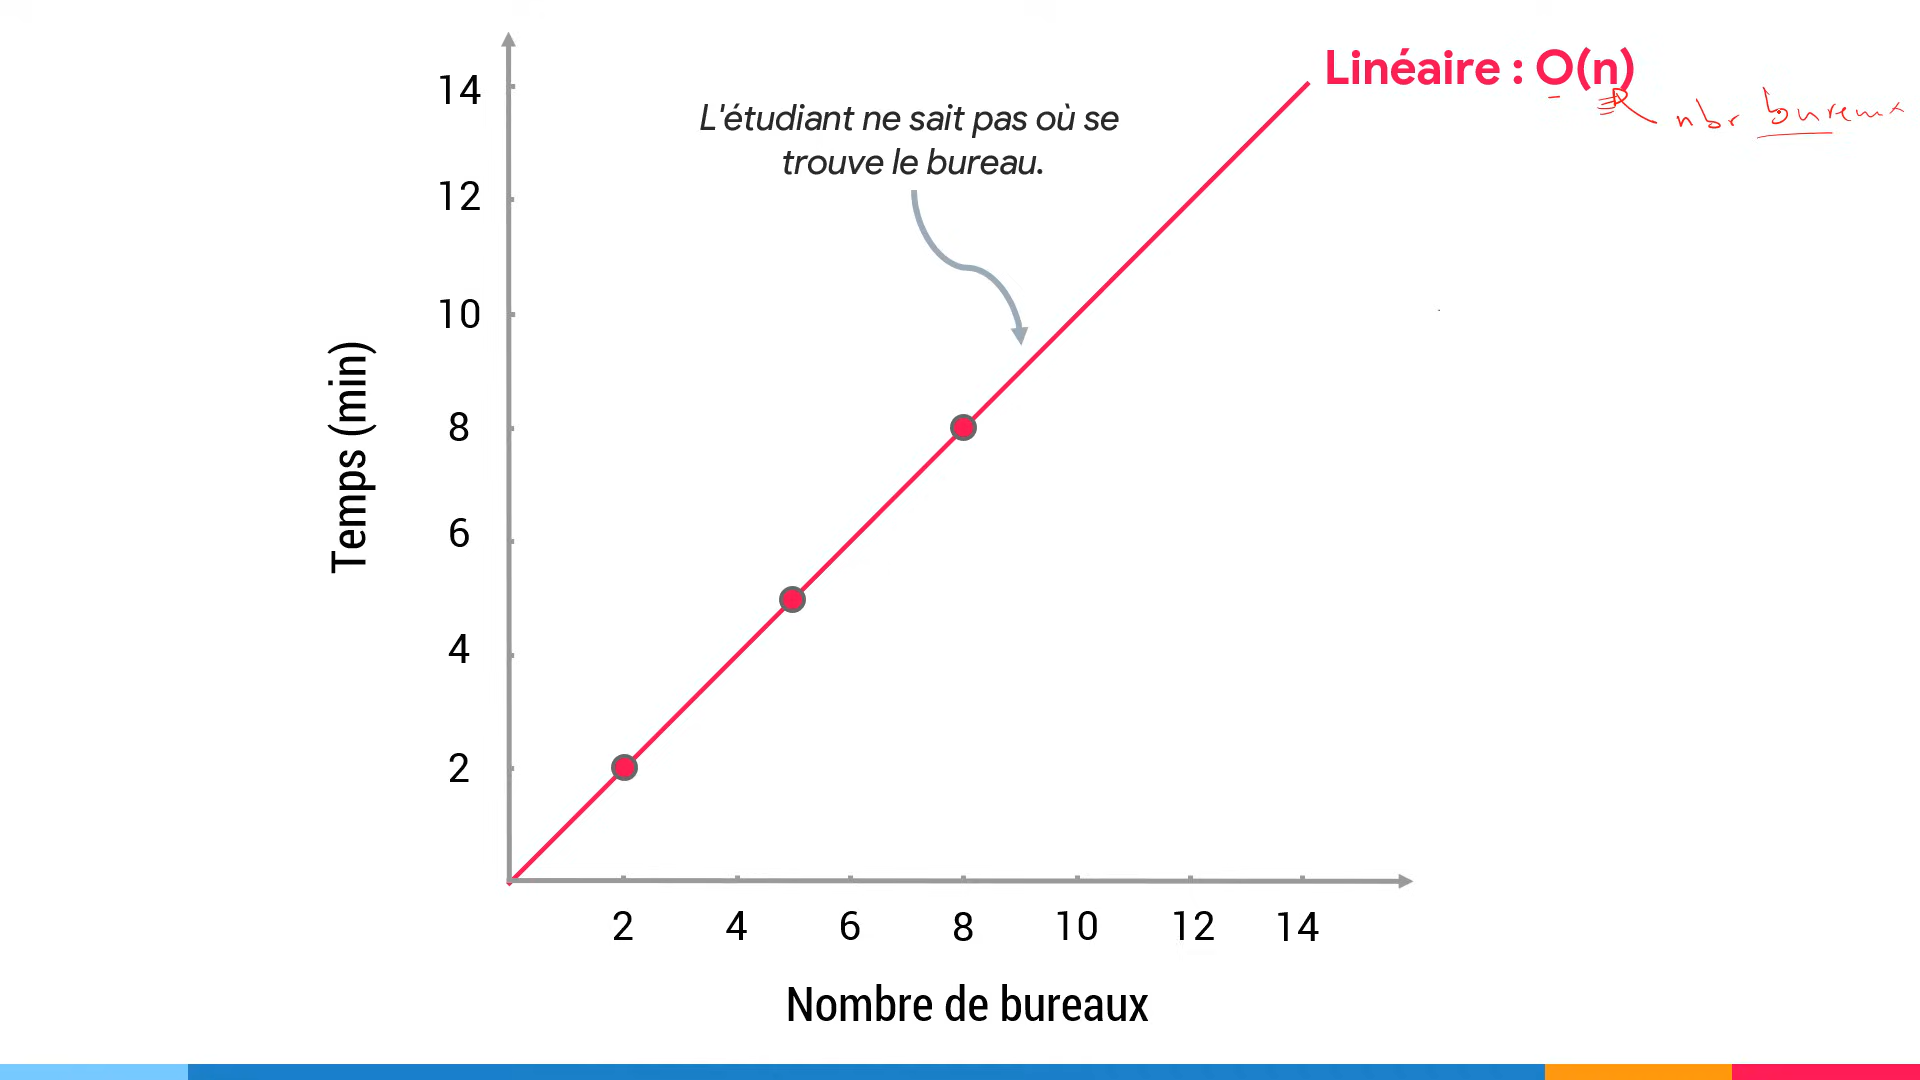 Linéaire : O(n)
nbr bureux
L'étudiant ne sait pas où se
trouve le bureau.
Temps (min)
14
12
10
8
6
4
2
2 4 6 8 10 12 14
Nombre de bureaux